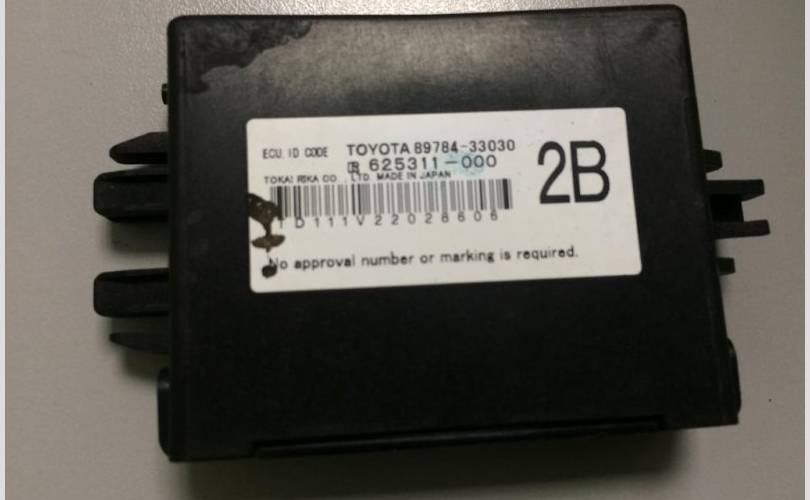 ECU, ID CODE TOYOTA 89784-33030
625311-000
TOKAI RIKA CO., LTD. MADE IN JAPAN
2B
D111V22028606
No approval number or marking is required.